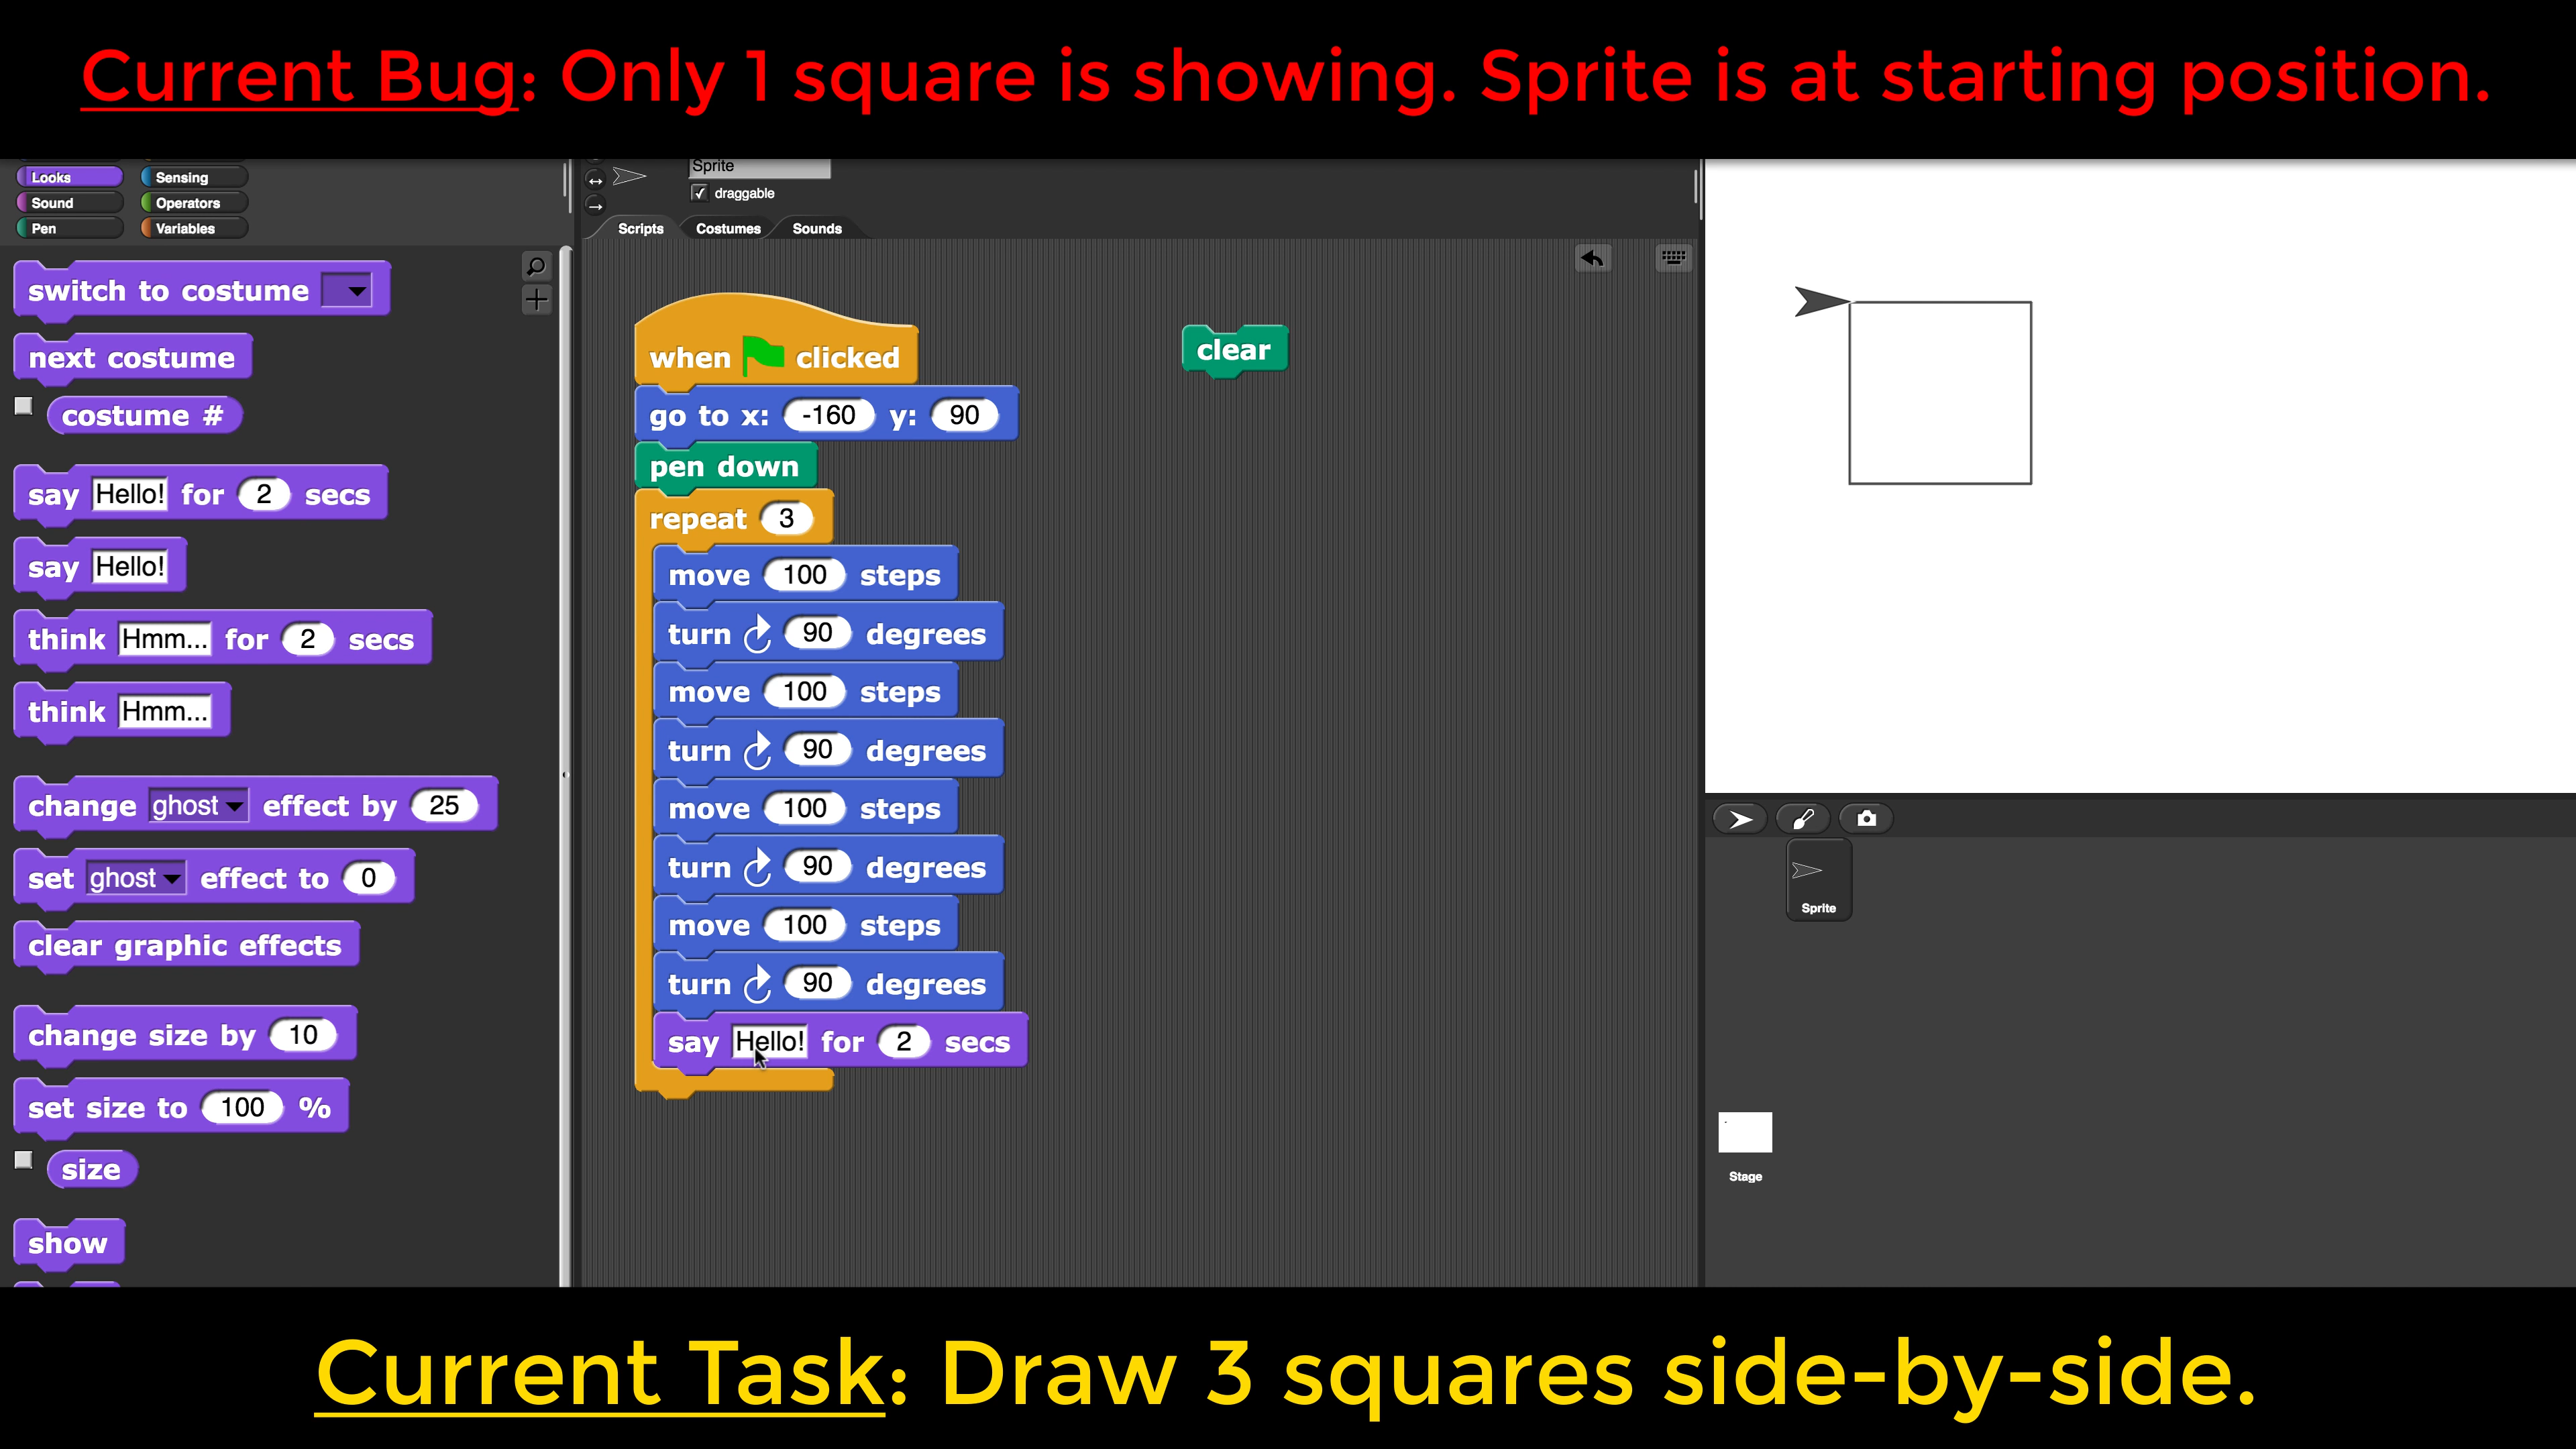 Current Bug: Only 1 square is showing. Sprite is at starting position.
Looks
Sensing
Sound
Operators
Pen
Variables
switch to costume
next costume
costume #
say Hello! for 2 secs
say Hello!
think Hmm... for 2 secs
think Hmm...
change ghost effect by 25
set ghost effect to 0
clear graphic effects
change size by 10
set size to 100 %
size
show
Sprite
draggable
Scripts
Costumes
Sounds
when clicked
go to x: -160 y: 90
pen down
repeat 3
move 100 steps
turn 90 degrees
move 100 steps
turn 90 degrees
move 100 steps
turn 90 degrees
move 100 steps
turn 90 degrees
say Hello! for 2 secs
clear
Sprite
Stage
Current Task: Draw 3 squares side-by-side.